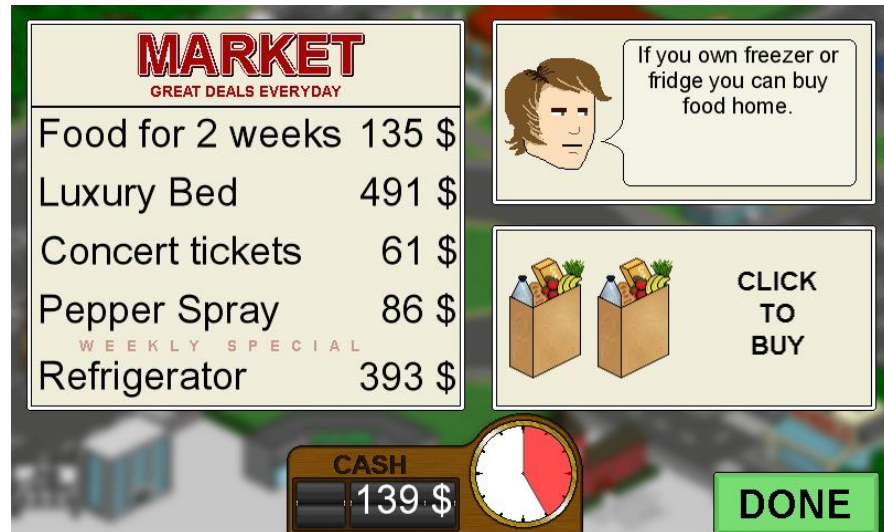 MARKET
GREAT DEALS EVERYDAY
Food for 2 weeks 135 $
Luxury Bed 491 $
Concert tickets 61 $
Pepper Spray 86 $
WEEKLY SPECIAL
Refrigerator 393 $
If you own freezer or
fridge you can buy
food home.
CLICK
TO
BUY
CASH
139 $
DONE